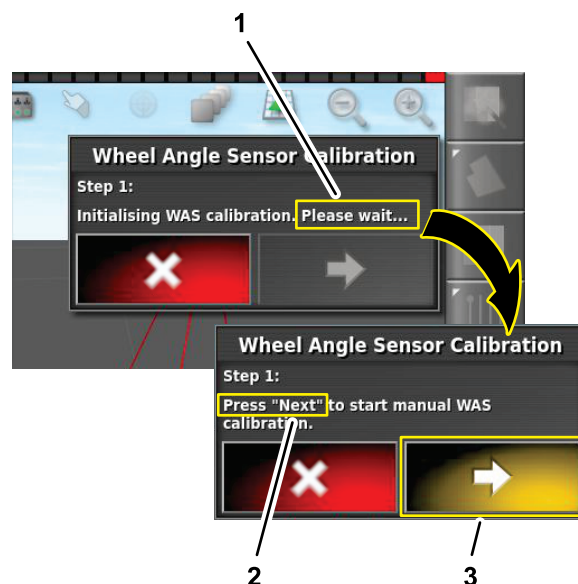 1
Wheel Angle Sensor Calibration
Step 1:
Initialising WAS calibration. Please wait...
Wheel Angle Sensor Calibration
Step 1:
Press "Next" to start manual WAS
calibration.
2
3